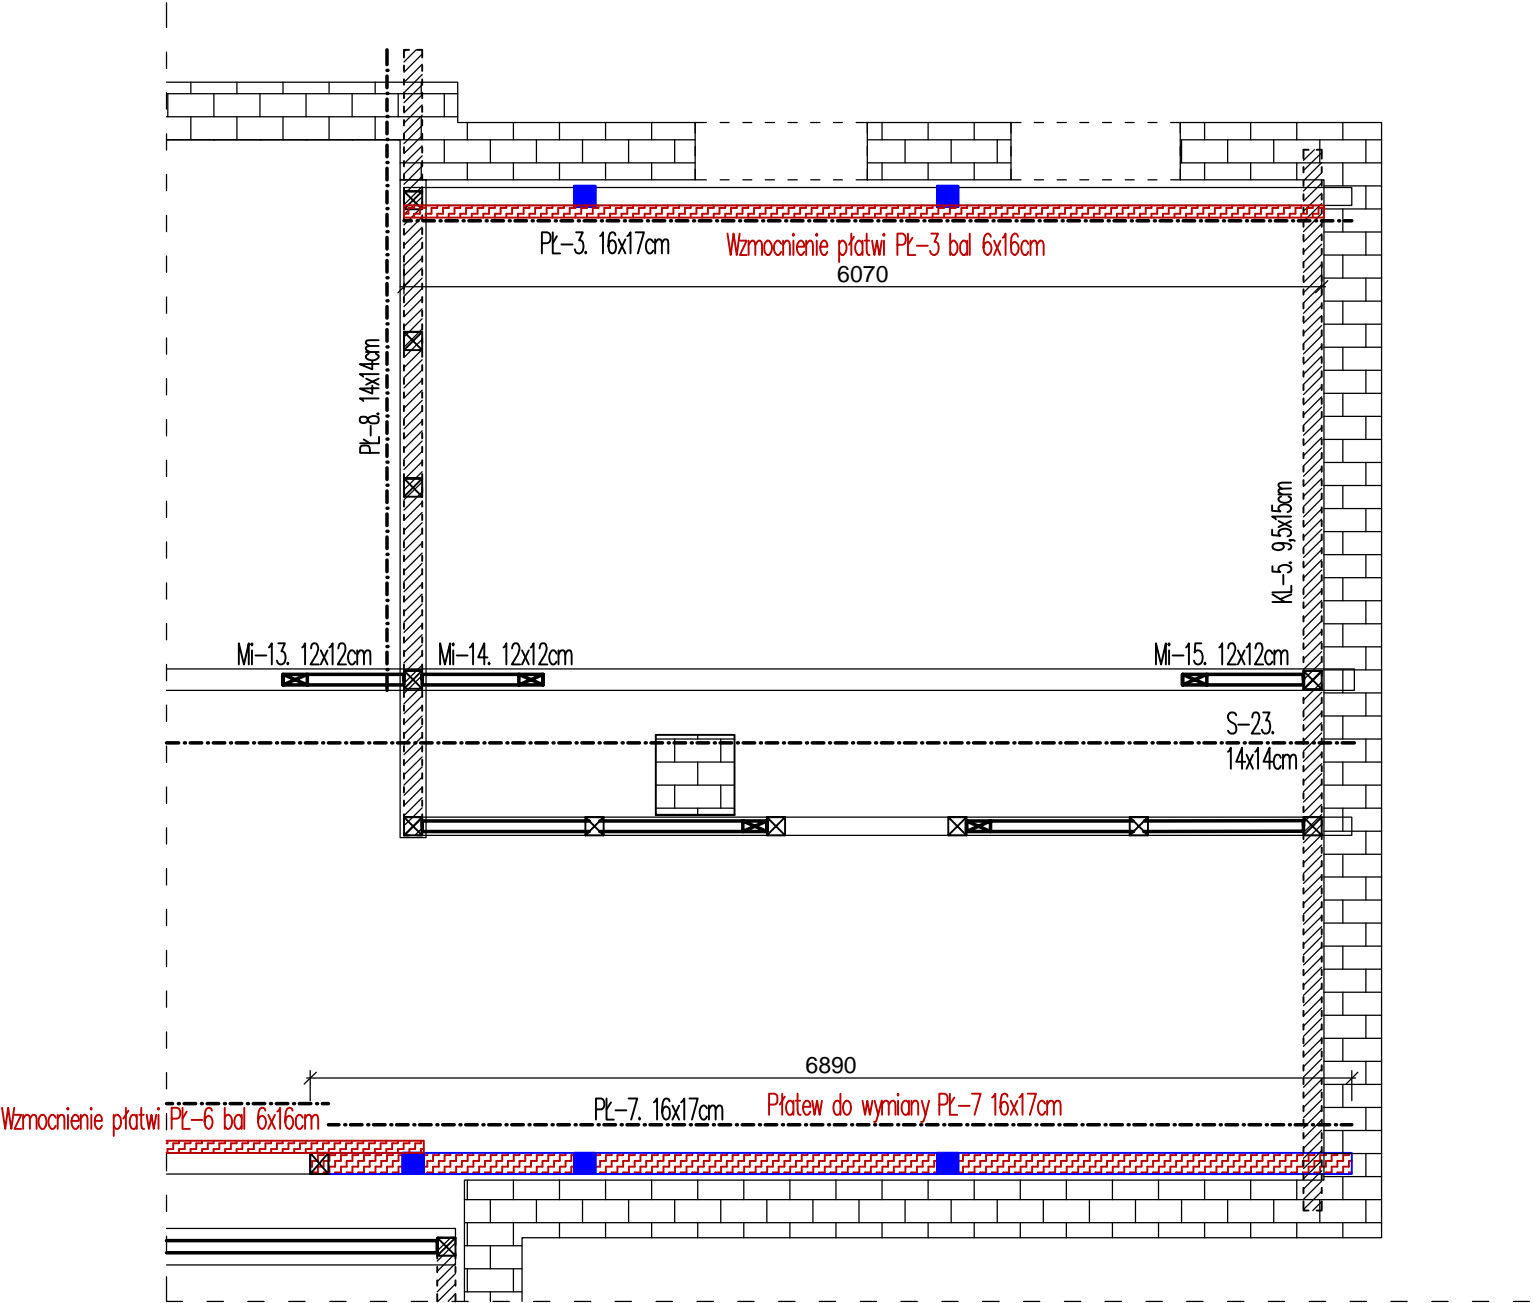 PŁ-3. 16x17cm
Wzmocnienie płatwi PŁ-3 bal 6x16cm
6070
PŁ-8. 14x14cm
KL-5. 9,5x15cm
Mi-13. 12x12cm
Mi-14. 12x12cm
Mi-15. 12x12cm
S-23.
14x14cm
6890
Wzmocnienie płatwi PŁ-6 bal 6x16cm
PŁ-7. 16x17cm
Płatew do wymiany PŁ-7 16x17cm